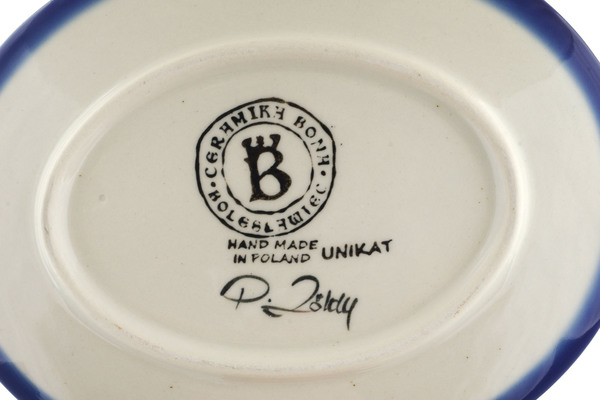 CERAMIKA BONA
BOLESŁAWIEC
B
HAND MADE
IN POLAND UNIKAT